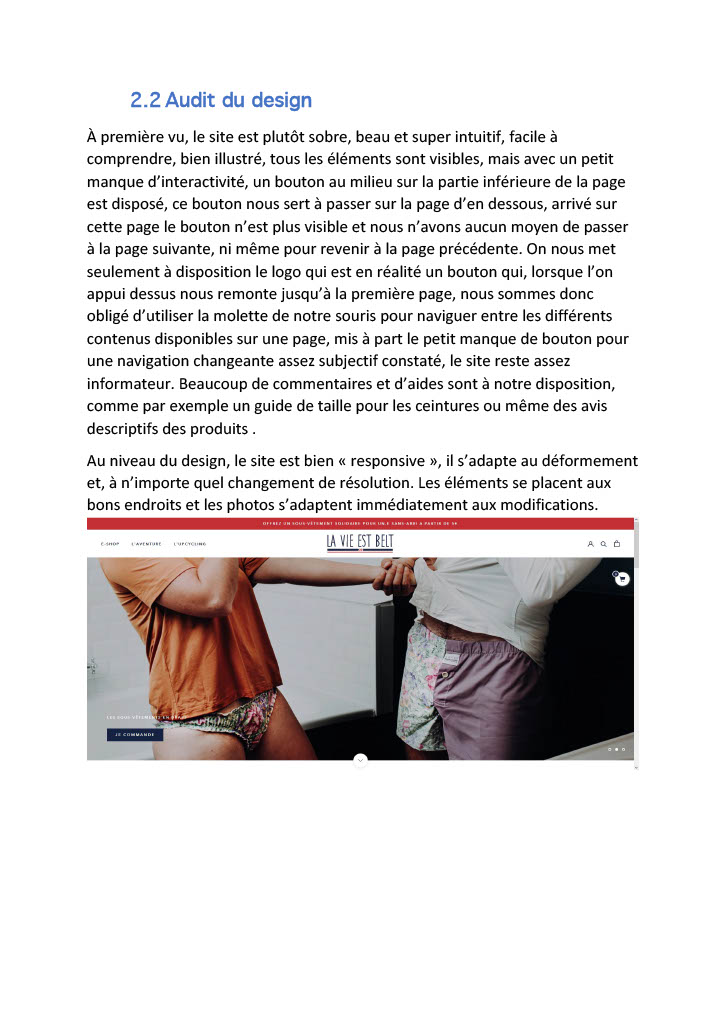 2.2 Audit du design
À première vu, le site est plutôt sobre, beau et super intuitif, facile à
comprendre, bien illustré, tous les éléments sont visibles, mais avec un petit
manque d’interactivité, un bouton au milieu sur la partie inférieure de la page
est disposé, ce bouton nous sert à passer sur la page d’en dessous, arrivé sur
cette page le bouton n’est plus visible et nous n’avons aucun moyen de passer
à la page suivante, ni même pour revenir à la page précédente. On nous met
seulement à disposition le logo qui est en réalité un bouton qui, lorsque l’on
appui dessus nous remonte jusqu’à la première page, nous sommes donc
obligé d’utiliser la molette de notre souris pour naviguer entre les différents
contenus disponibles sur une page, mis à part le petit manque de bouton pour
une navigation changeante assez subjectif constaté, le site reste assez
informateur. Beaucoup de commentaires et d’aides sont à notre disposition,
comme par exemple un guide de taille pour les ceintures ou même des avis
descriptifs des produits .
Au niveau du design, le site est bien « responsive », il s’adapte au déformement
et, à n’importe quel changement de résolution. Les éléments se placent aux
bons endroits et les photos s’adaptent immédiatement aux modifications.
OFFREZ UN SOUS-VÊTEMENT SOLIDAIRE POUR UN.E SANS-ABRI A PARTIR DE 5€
E-SHOP L'AVENTURE L'UPCYCLING
LA VIE EST BELT
LES SOUS-VÊTEMENTS EN DRAPS
JE COMMANDE